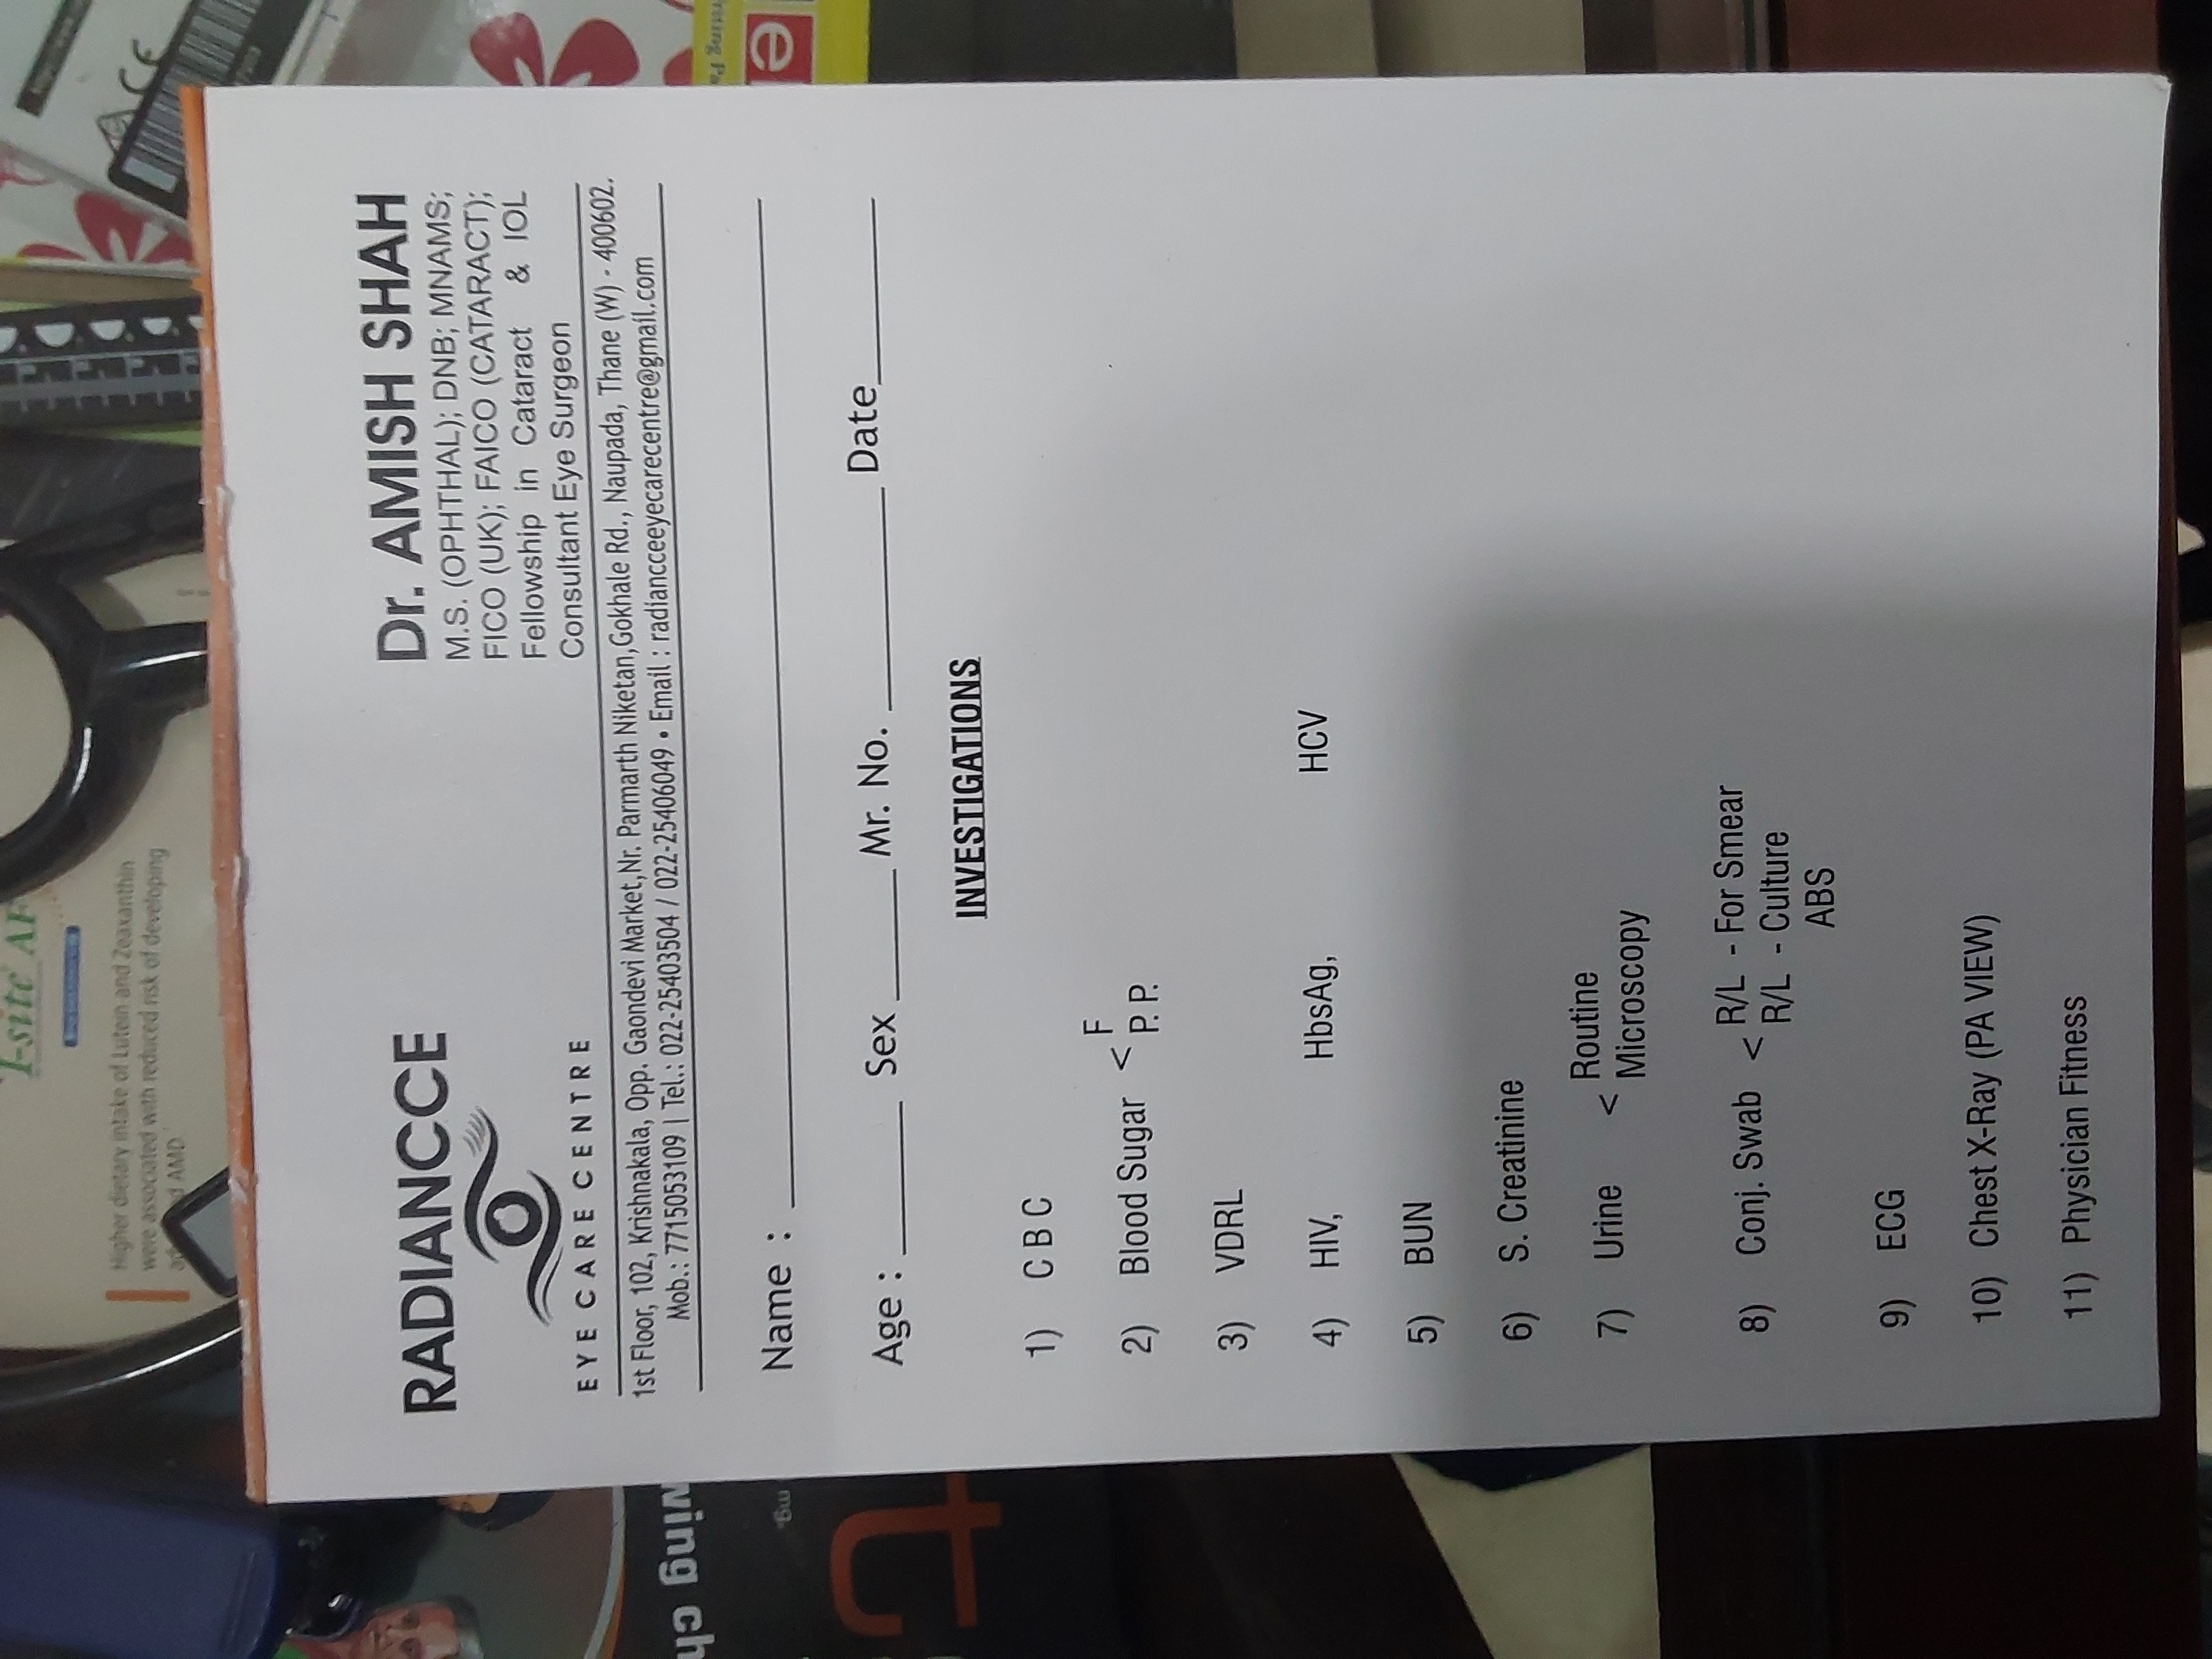 I-site AF
Higher dietary intake of Lutein and Zeaxanthin
were associated with reduced risk of developing
AMD
CE
RADIANCCE
EYE CARE CENTRE
Dr. AMISH SHAH
M.S. (OPHTHAL); DNB; MNAMS;
FICO (UK); FAICO (CATARACT);
Fellowship in Cataract & IOL
Consultant Eye Surgeon
1st Floor, 102, Krishnakala, Opp. Gaondevi Market,Nr. Parmarth Niketan,Gokhale Rd., Naupada, Thane (W) - 400602.
Mob.: 7715053109 | Tel.: 022-25403504 / 022-25406049 • Email : radiancceeyecarecentre@gmail.com
Name :
Age : Sex Mr. No. Date
INVESTIGATIONS
1) C B C
2) Blood Sugar < F
P. P.
3) VDRL
4) HIV, HbsAg, HCV
5) BUN
6) S. Creatinine
7) Urine < Routine
Microscopy
8) Conj. Swab < R/L - For Smear
R/L - Culture
ABS
9) ECG
10) Chest X-Ray (PA VIEW)
11) Physician Fitness